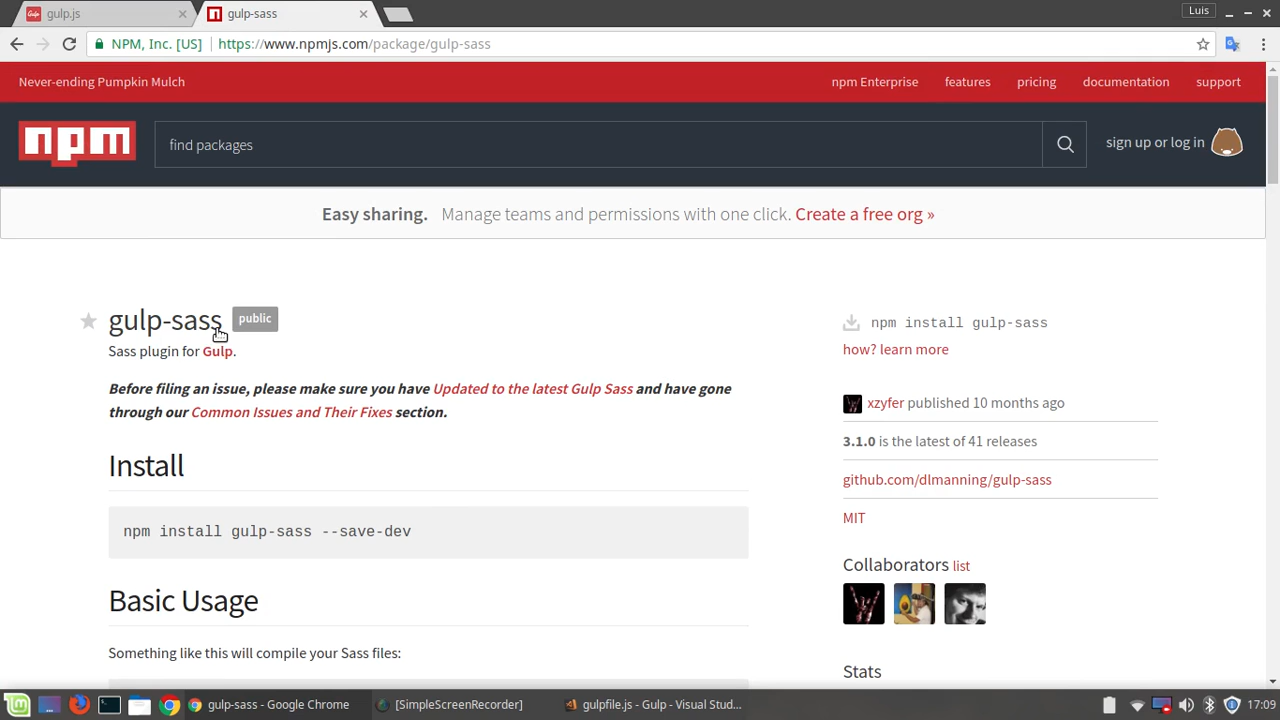 gulp.js
gulp-sass
Luis
NPM, Inc. [US] https://www.npmjs.com/package/gulp-sass
Never-ending Pumpkin Mulch
npm Enterprise features pricing documentation support
npm
find packages
sign up or log in
Easy sharing. Manage teams and permissions with one click. Create a free org »
gulp-sass public
Sass plugin for Gulp.
Before filing an issue, please make sure you have Updated to the latest Gulp Sass and have gone
through our Common Issues and Their Fixes section.
Install
npm install gulp-sass --save-dev
Basic Usage
Something like this will compile your Sass files:
npm install gulp-sass
how? learn more
xzyfer published 10 months ago
3.1.0 is the latest of 41 releases
github.com/dlmanning/gulp-sass
MIT
Collaborators list
Stats
gulp-sass - Google Chrome
[SimpleScreenRecorder]
gulpfile.js - Gulp - Visual Stud...
17:09